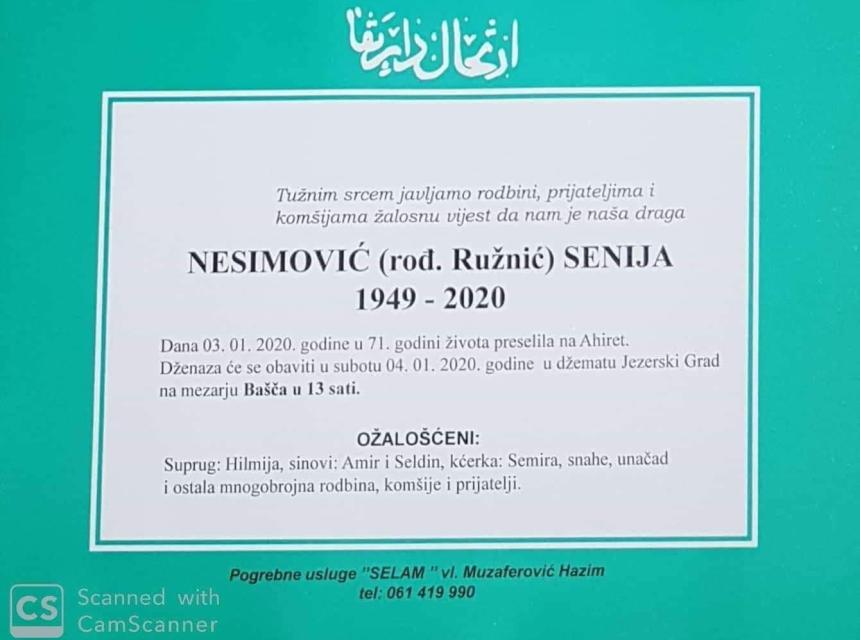 ارتحال دار بقا
Tužnim srcem javljamo rodbini, prijateljima i
komšijama žalosnu vijest da nam je naša draga
NESIMOVIĆ (rođ. Ružnić) SENIJA
1949 - 2020
Dana 03. 01. 2020. godine u 71. godini života preselila na Ahiret.
Dženaza će se obaviti u subotu 04. 01. 2020. godine u džematu Jezerski Grad
na mezarju Bašča u 13 sati.
OŽALOŠĆENI:
Suprug: Hilmija, sinovi: Amir i Seldin, kćerka: Semira, snahe, unačad
i ostala mnogobrojna rodbina, komšije i prijatelji.
Pogrebne usluge "SELAM " vl. Muzaferović Hazim
tel: 061 419 990
CS Scanned with
CamScanner